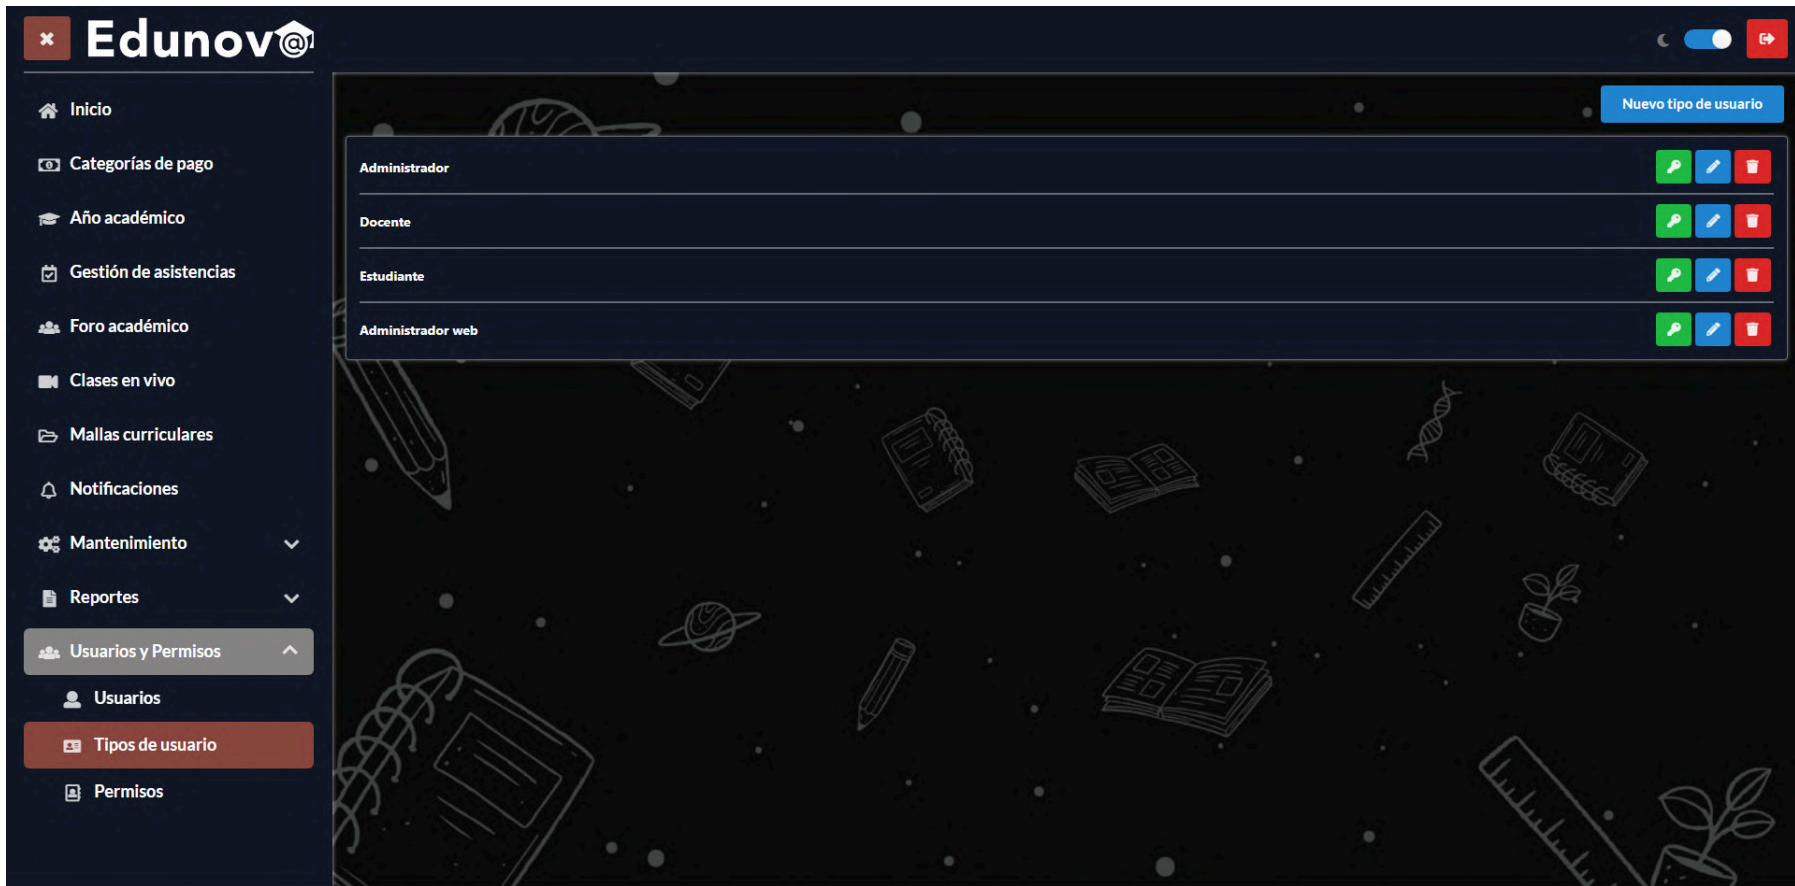 Edunov@
Inicio
Categorías de pago
Año académico
Gestión de asistencias
Foro académico
Clases en vivo
Mallas curriculares
Notificaciones
Mantenimiento
Reportes
Usuarios y Permisos
Usuarios
Tipos de usuario
Permisos
Nuevo tipo de usuario
Administrador
Docente
Estudiante
Administrador web